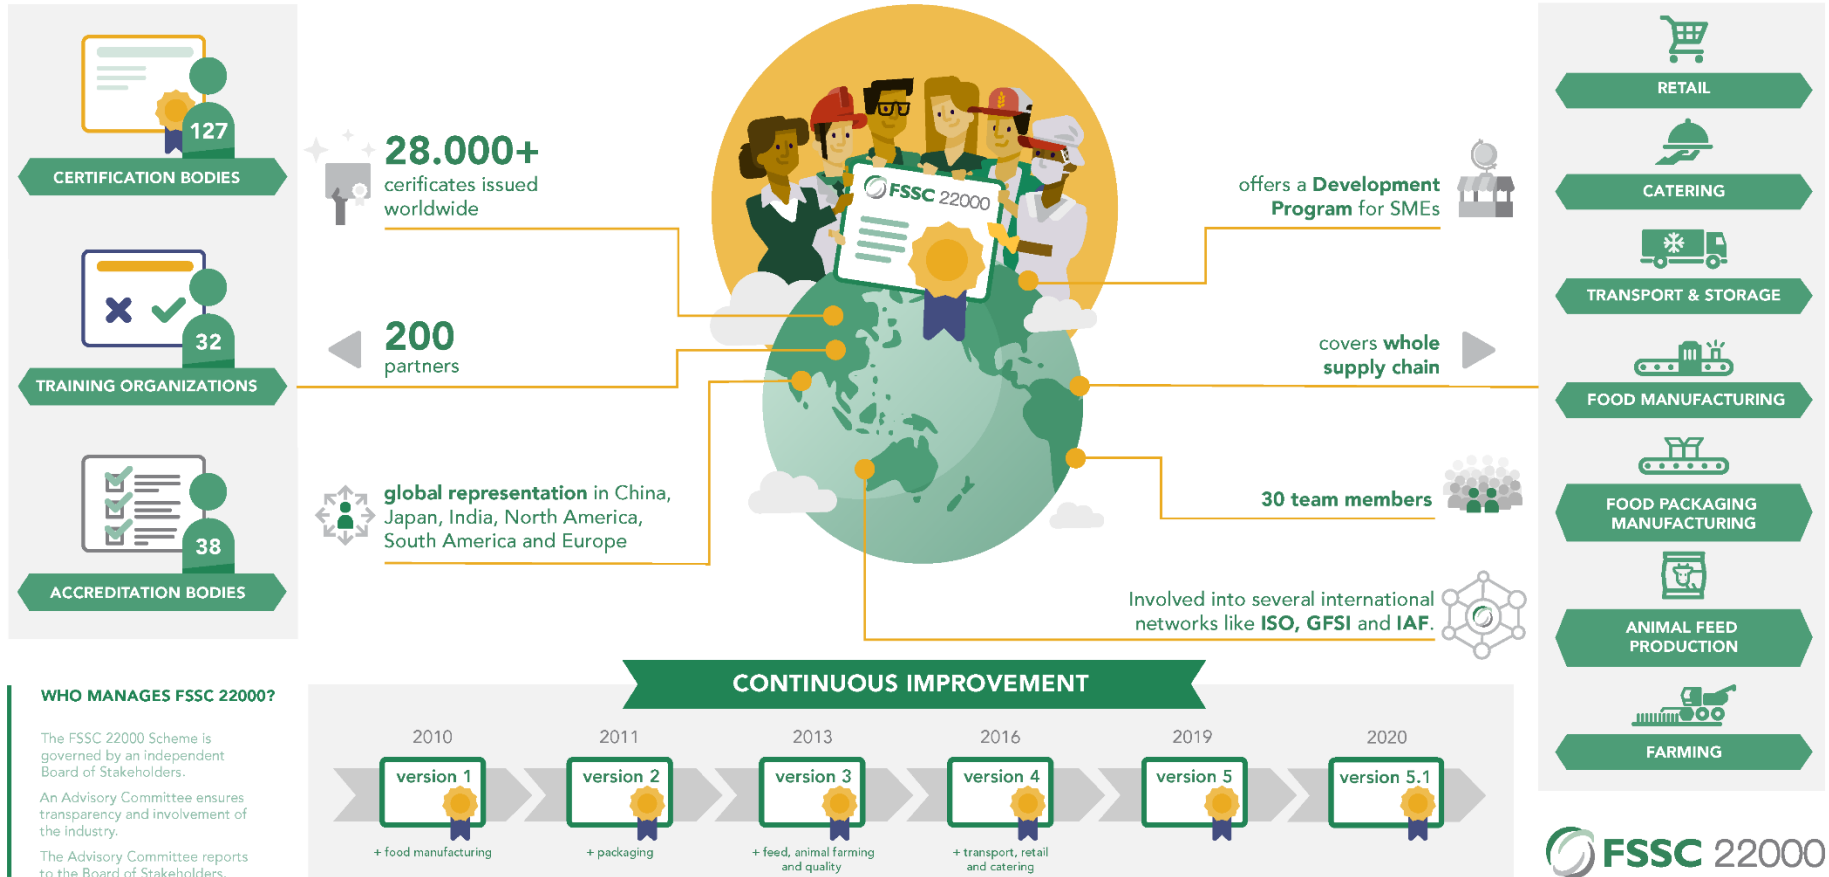 127
CERTIFICATION BODIES
32
TRAINING ORGANIZATIONS
38
ACCREDITATION BODIES
28.000+
cerificates issued
worldwide
200
partners
global representation in China,
Japan, India, North America,
South America and Europe
FSSC 22000
offers a Development
Program for SMEs
covers whole
supply chain
30 team members
Involved into several international
networks like ISO, GFSI and IAF.
RETAIL
CATERING
TRANSPORT & STORAGE
FOOD MANUFACTURING
FOOD PACKAGING
MANUFACTURING
ANIMAL FEED
PRODUCTION
FARMING
WHO MANAGES FSSC 22000?
The FSSC 22000 Scheme is
governed by an independent
Board of Stakeholders.
An Advisory Committee ensures
transparency and involvement of
the industry.
The Advisory Committee reports
to the Board of Stakeholders.
CONTINUOUS IMPROVEMENT
2010
version 1
+ food manufacturing
2011
version 2
+ packaging
2013
version 3
+ feed, animal farming
and quality
2016
version 4
+ transport, retail
and catering
2019
version 5
2020
version 5.1
FSSC 22000